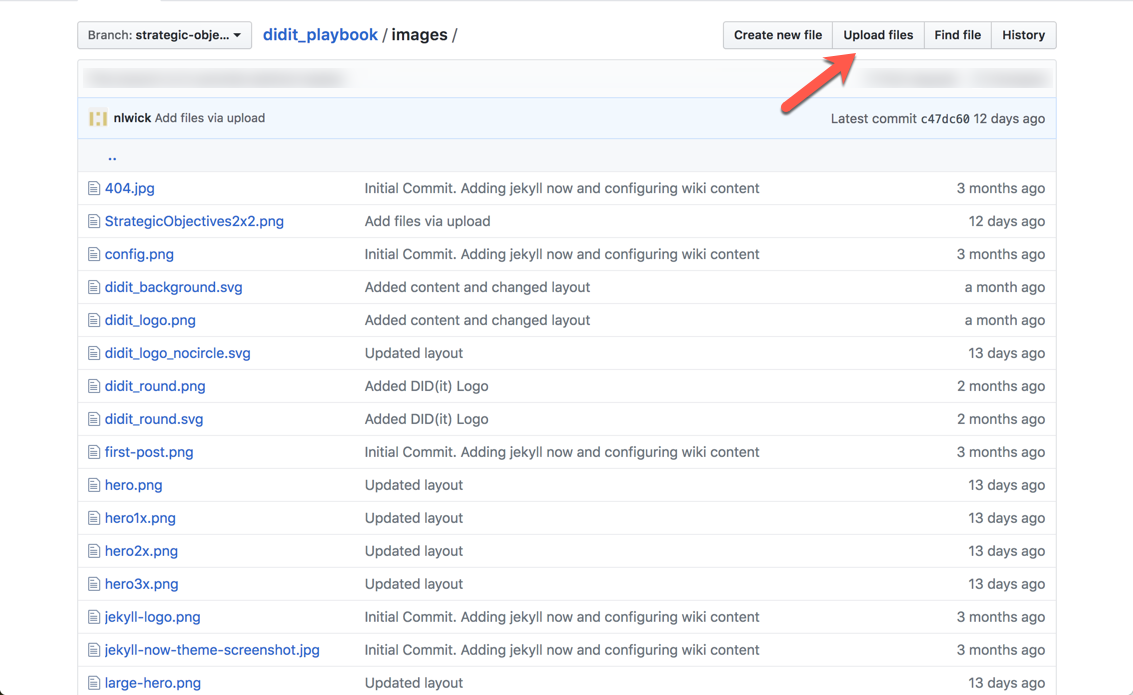 Branch: strategic-obje... didit_playbook / images / Create new file Upload files Find file History
nlwick Add files via upload Latest commit c47dc60 12 days ago
..
404.jpg Initial Commit. Adding jekyll now and configuring wiki content 3 months ago
StrategicObjectives2x2.png Add files via upload 12 days ago
config.png Initial Commit. Adding jekyll now and configuring wiki content 3 months ago
didit_background.svg Added content and changed layout a month ago
didit_logo.png Added content and changed layout a month ago
didit_logo_nocircle.svg Updated layout 13 days ago
didit_round.png Added DID(it) Logo 2 months ago
didit_round.svg Added DID(it) Logo 2 months ago
first-post.png Initial Commit. Adding jekyll now and configuring wiki content 3 months ago
hero.png Updated layout 13 days ago
hero1x.png Updated layout 13 days ago
hero2x.png Updated layout 13 days ago
hero3x.png Updated layout 13 days ago
jekyll-logo.png Initial Commit. Adding jekyll now and configuring wiki content 3 months ago
jekyll-now-theme-screenshot.jpg Initial Commit. Adding jekyll now and configuring wiki content 3 months ago
large-hero.png Updated layout 13 days ago